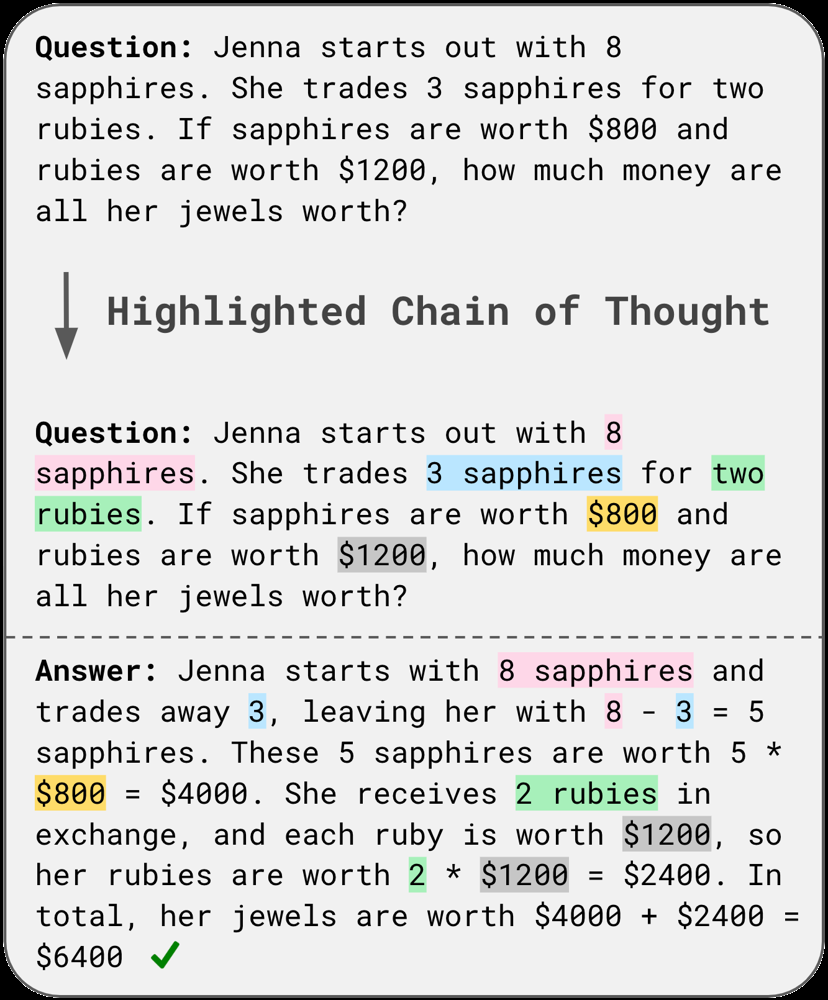 Question: Jenna starts out with 8
sapphires. She trades 3 sapphires for two
rubies. If sapphires are worth $800 and
rubies are worth $1200, how much money are
all her jewels worth?
Highlighted Chain of Thought
Question: Jenna starts out with 8
sapphires. She trades 3 sapphires for two
rubies. If sapphires are worth $800 and
rubies are worth $1200, how much money are
all her jewels worth?
Answer: Jenna starts with 8 sapphires and
trades away 3, leaving her with 8 - 3 = 5
sapphires. These 5 sapphires are worth 5 *
$800 = $4000. She receives 2 rubies in
exchange, and each ruby is worth $1200, so
her rubies are worth 2 * $1200 = $2400. In
total, her jewels are worth $4000 + $2400 =
$6400